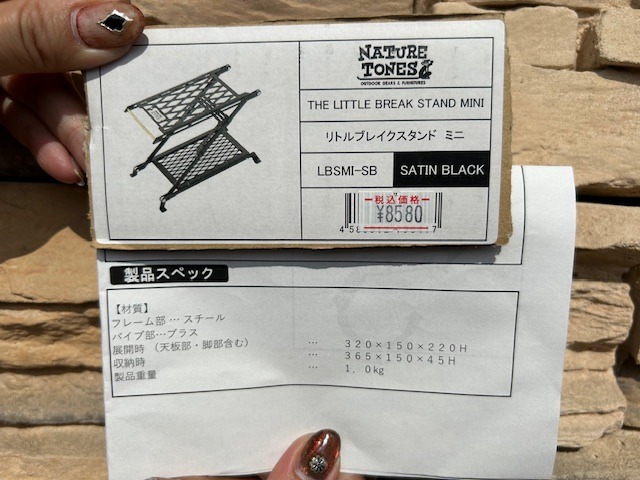 NATURE
TONES
OUTDOOR GEARS & FURNITURES
THE LITTLE BREAK STAND MINI
リトルブレイクスタンド ミニ
LBSMI-SB
SATIN BLACK
税込価格
¥8580
製品スペック
【材質】
フレーム部 … スチール
パイプ部…ブラス
展開時 (天板部・脚部含む) … 320×150×220H
収納時 … 365×150×45H
製品重量 … 1.0kg